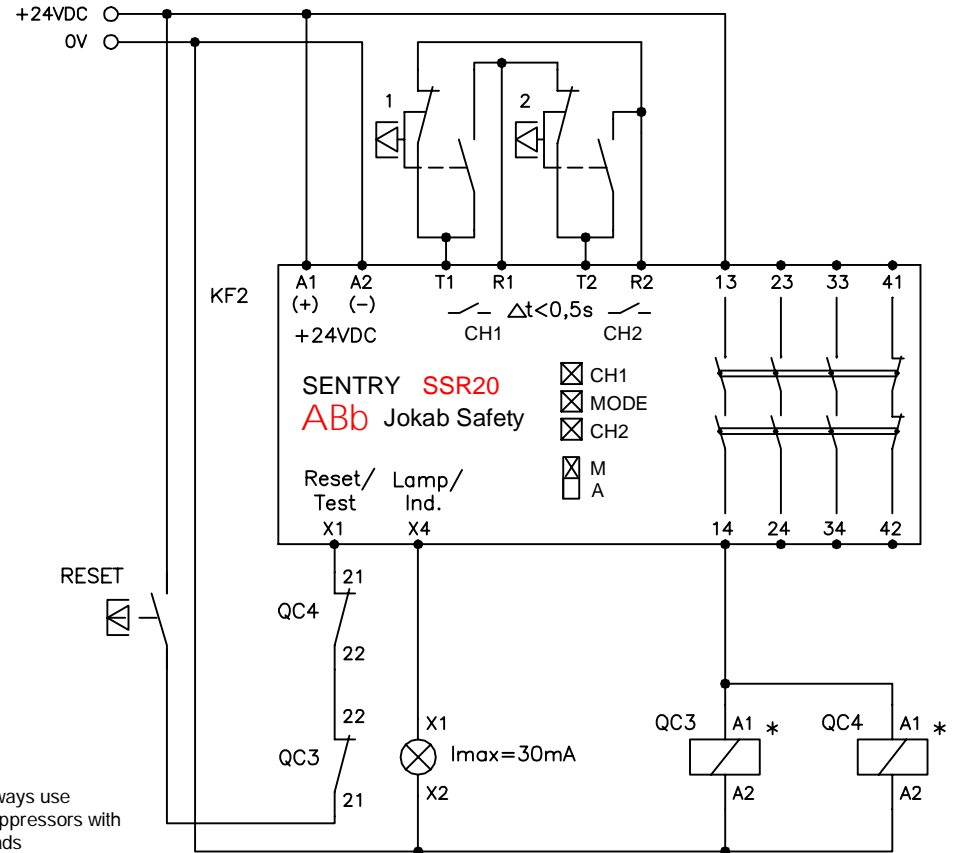 +24VDC
0V
1
2
A1
(+)
A2
(−)
+24VDC
T1
R1
T2
R2
13
23
33
41
KF2
Δt<0,5s
CH1
CH2
SENTRY SSR20
ABb Jokab Safety
CH1
MODE
CH2
M
A
Reset/
Test
X1
Lamp/
Ind.
X4
14
24
34
42
RESET
21
QC4
22
22
QC3
21
X1
Imax=30mA
X2
QC3
A1
*
A2
QC4
A1
*
A2
use
with